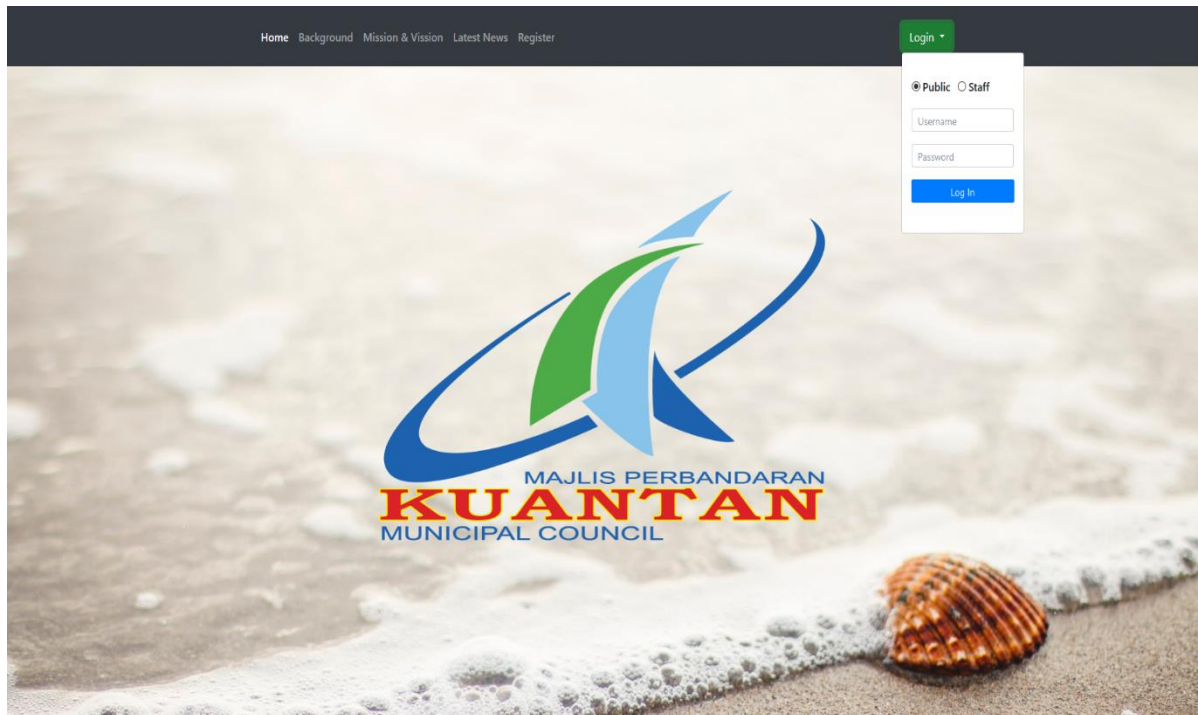 Home Background Mission & Vission Latest News Register Login
Public Staff
Username
Password
Log In
MAJLIS PERBANDARAN
KUANTAN
MUNICIPAL COUNCIL